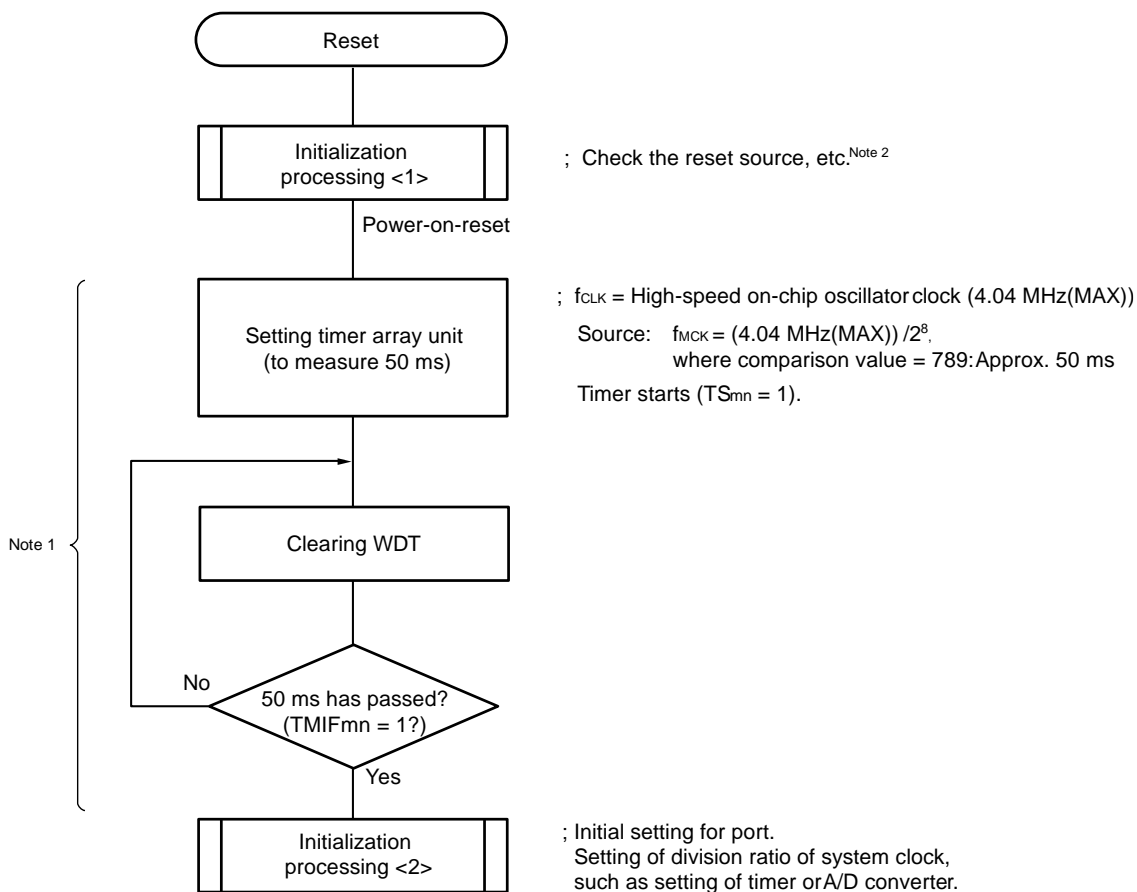 Reset
Initialization
processing <1>
; Check the reset source, etc.Note 2
Power-on-reset
Setting timer array unit
(to measure 50 ms)
; fCLK = High-speed on-chip oscillator clock (4.04 MHz(MAX))
Source: fMCK = (4.04 MHz(MAX)) /2⁸,
where comparison value = 789: Approx. 50 ms
Timer starts (TSmn = 1).
Note 1
Clearing WDT
No
50 ms has passed?
(TMIFmn = 1?)
Yes
Initialization
processing <2>
; Initial setting for port.
Setting of division ratio of system clock,
such as setting of timer or A/D converter.